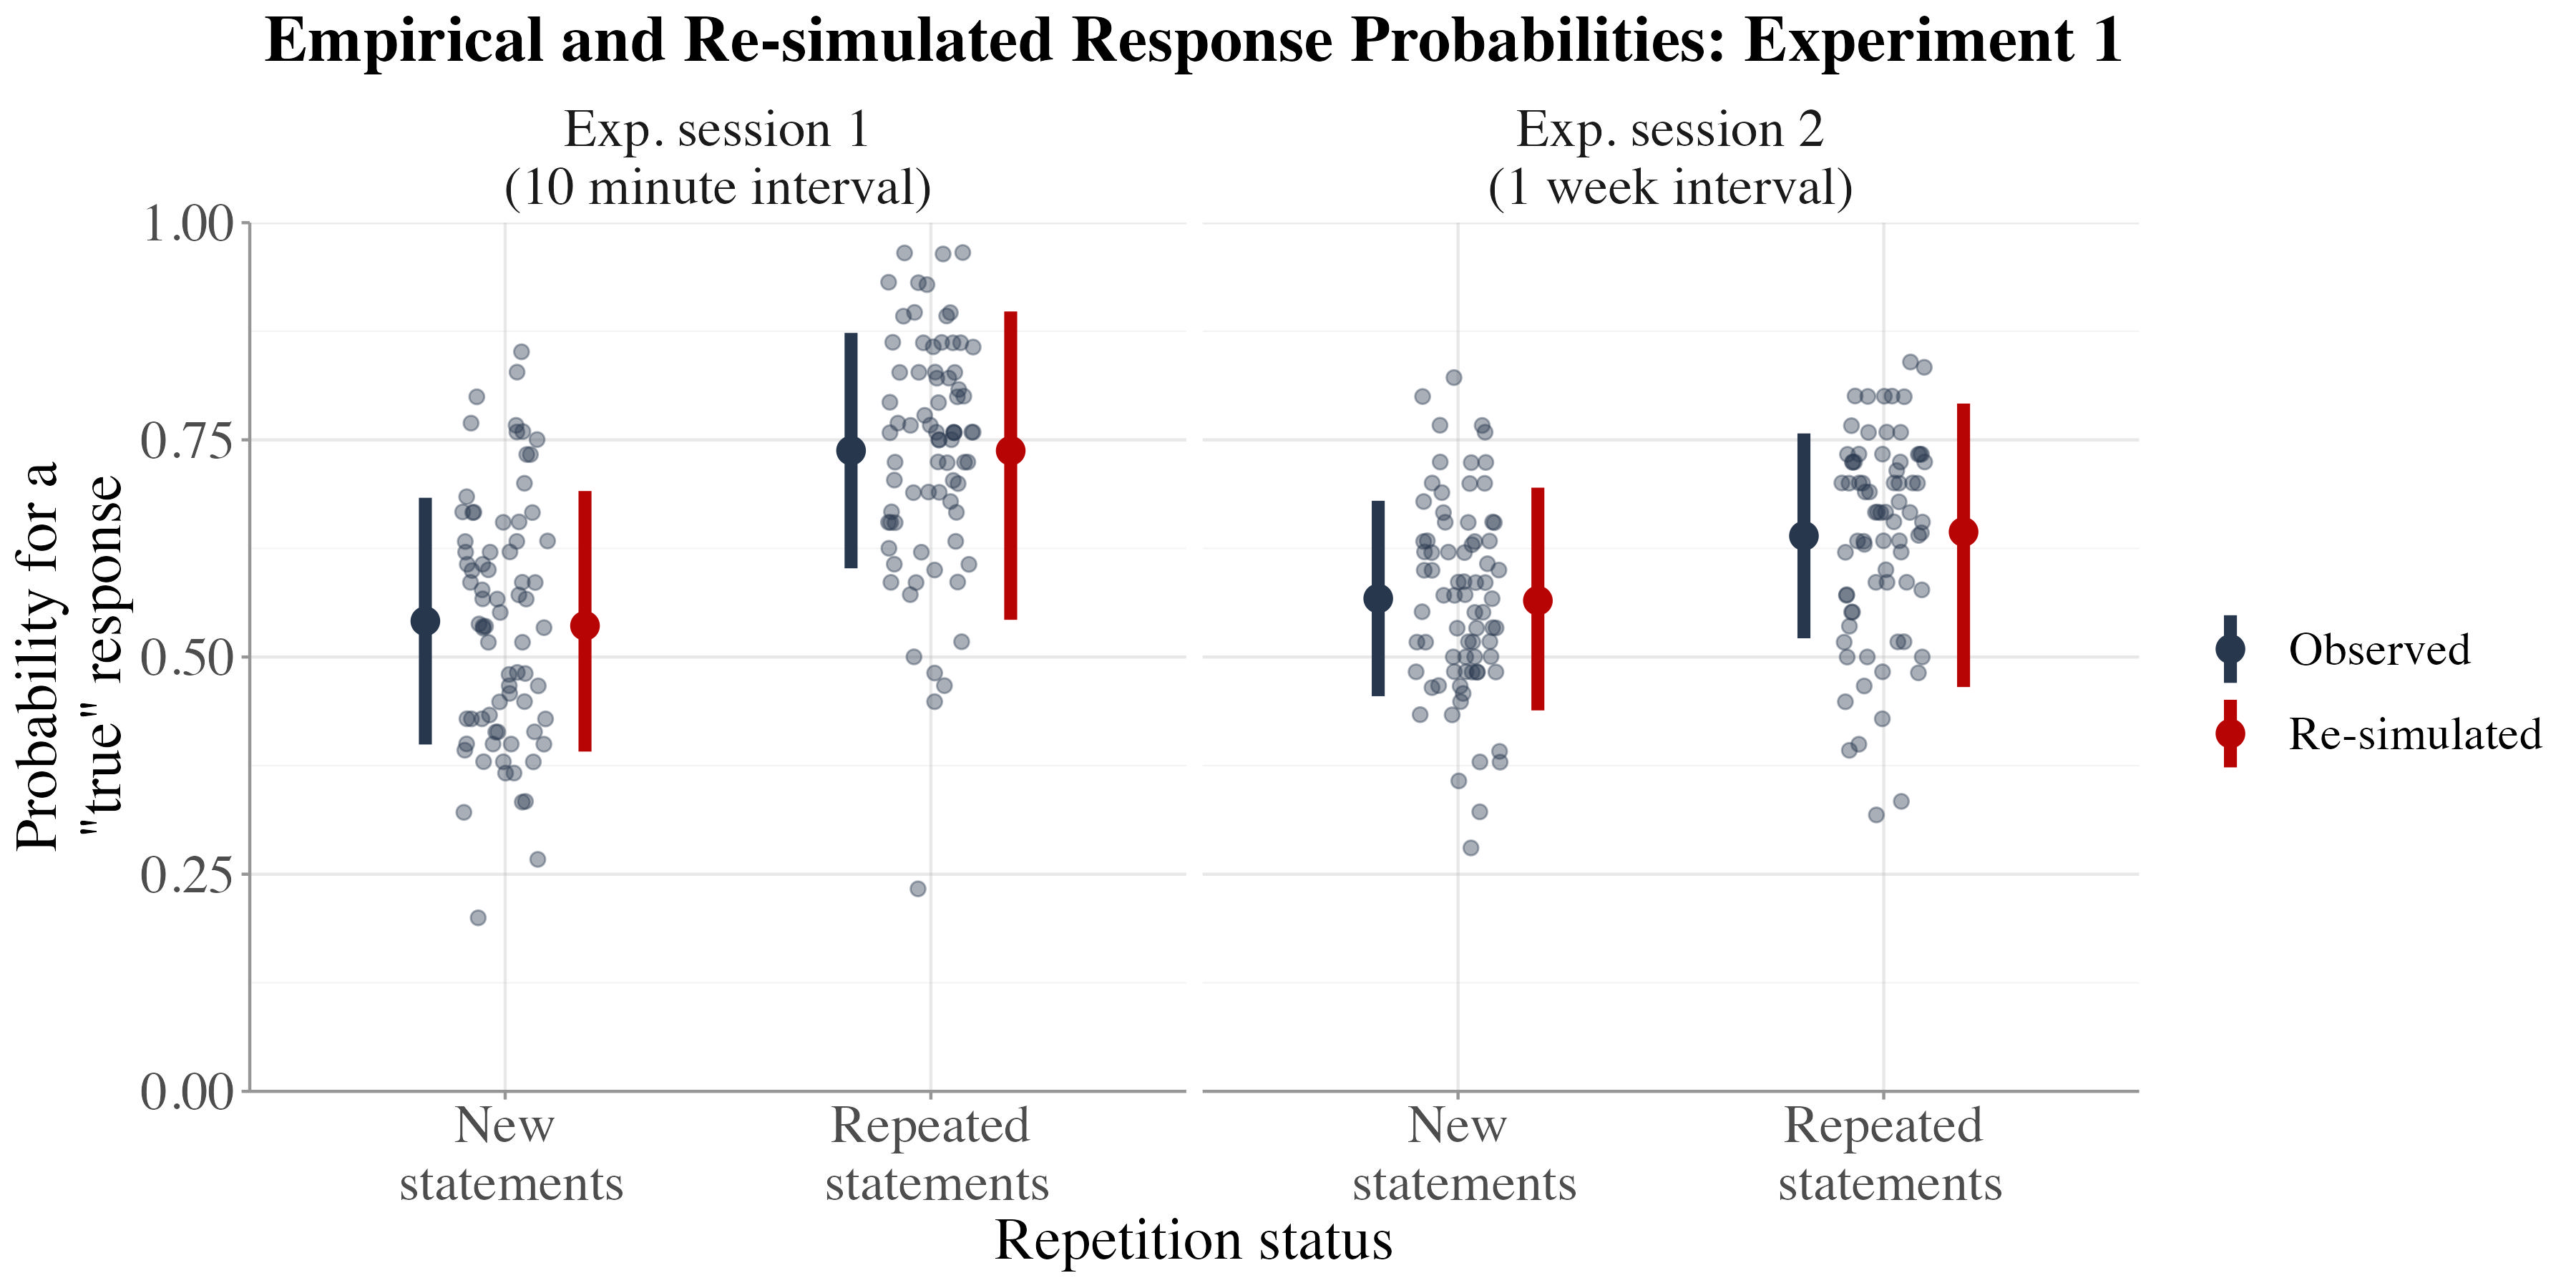 Empirical and Re-simulated Response Probabilities: Experiment 1
Exp. session 1
(10 minute interval)
Exp. session 2
(1 week interval)
Probability for a
"true" response
1.00
0.75
0.50
0.25
0.00
New
statements
Repeated
statements
New
statements
Repeated
statements
Repetition status
Observed
Re-simulated